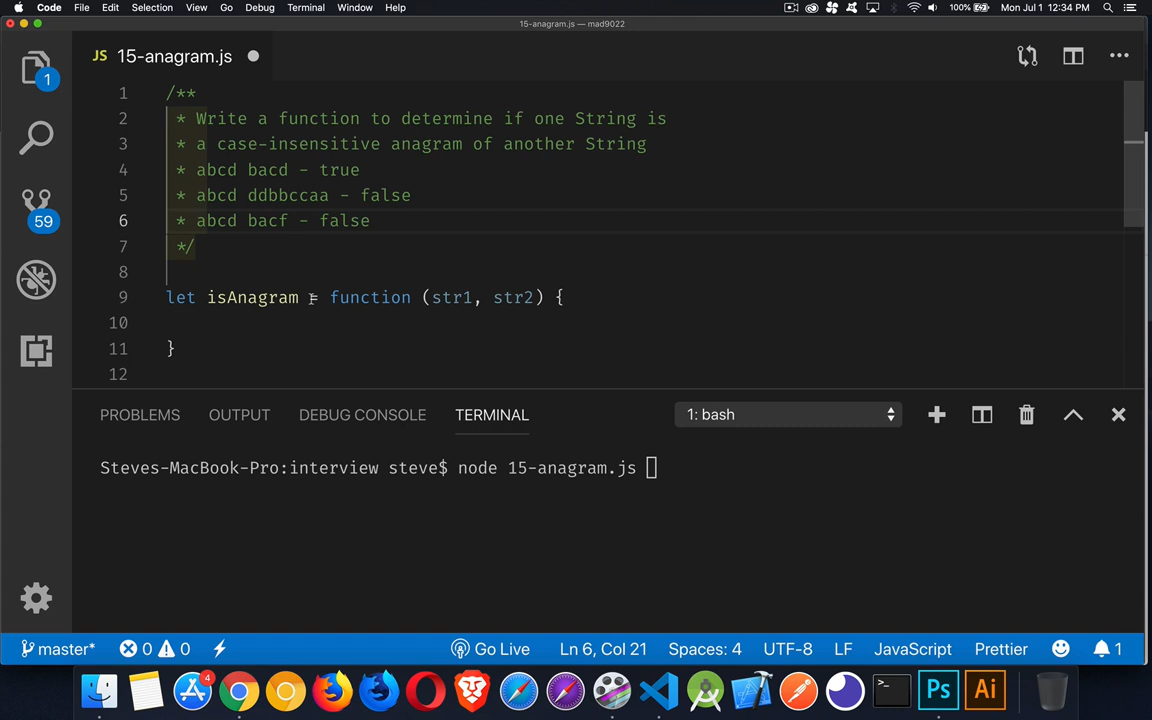 Code File Edit Selection View Go Debug Terminal Window Help 100% Mon Jul 1 12:34 PM
15-anagram.js — mad9022
JS 15-anagram.js
1 /**
2 * Write a function to determine if one String is
3 * a case-insensitive anagram of another String
4 * abcd bacd - true
5 * abcd ddbbccaa - false
6 * abcd bacf - false
7 */
8
9 let isAnagram = function (str1, str2) {
10
11 }
12
1
59
PROBLEMS OUTPUT DEBUG CONSOLE TERMINAL 1: bash
Steves-MacBook-Pro:interview steve$ node 15-anagram.js
master* 0 0 Go Live Ln 6, Col 21 Spaces: 4 UTF-8 LF JavaScript Prettier 1
4
>_ Ps Ai